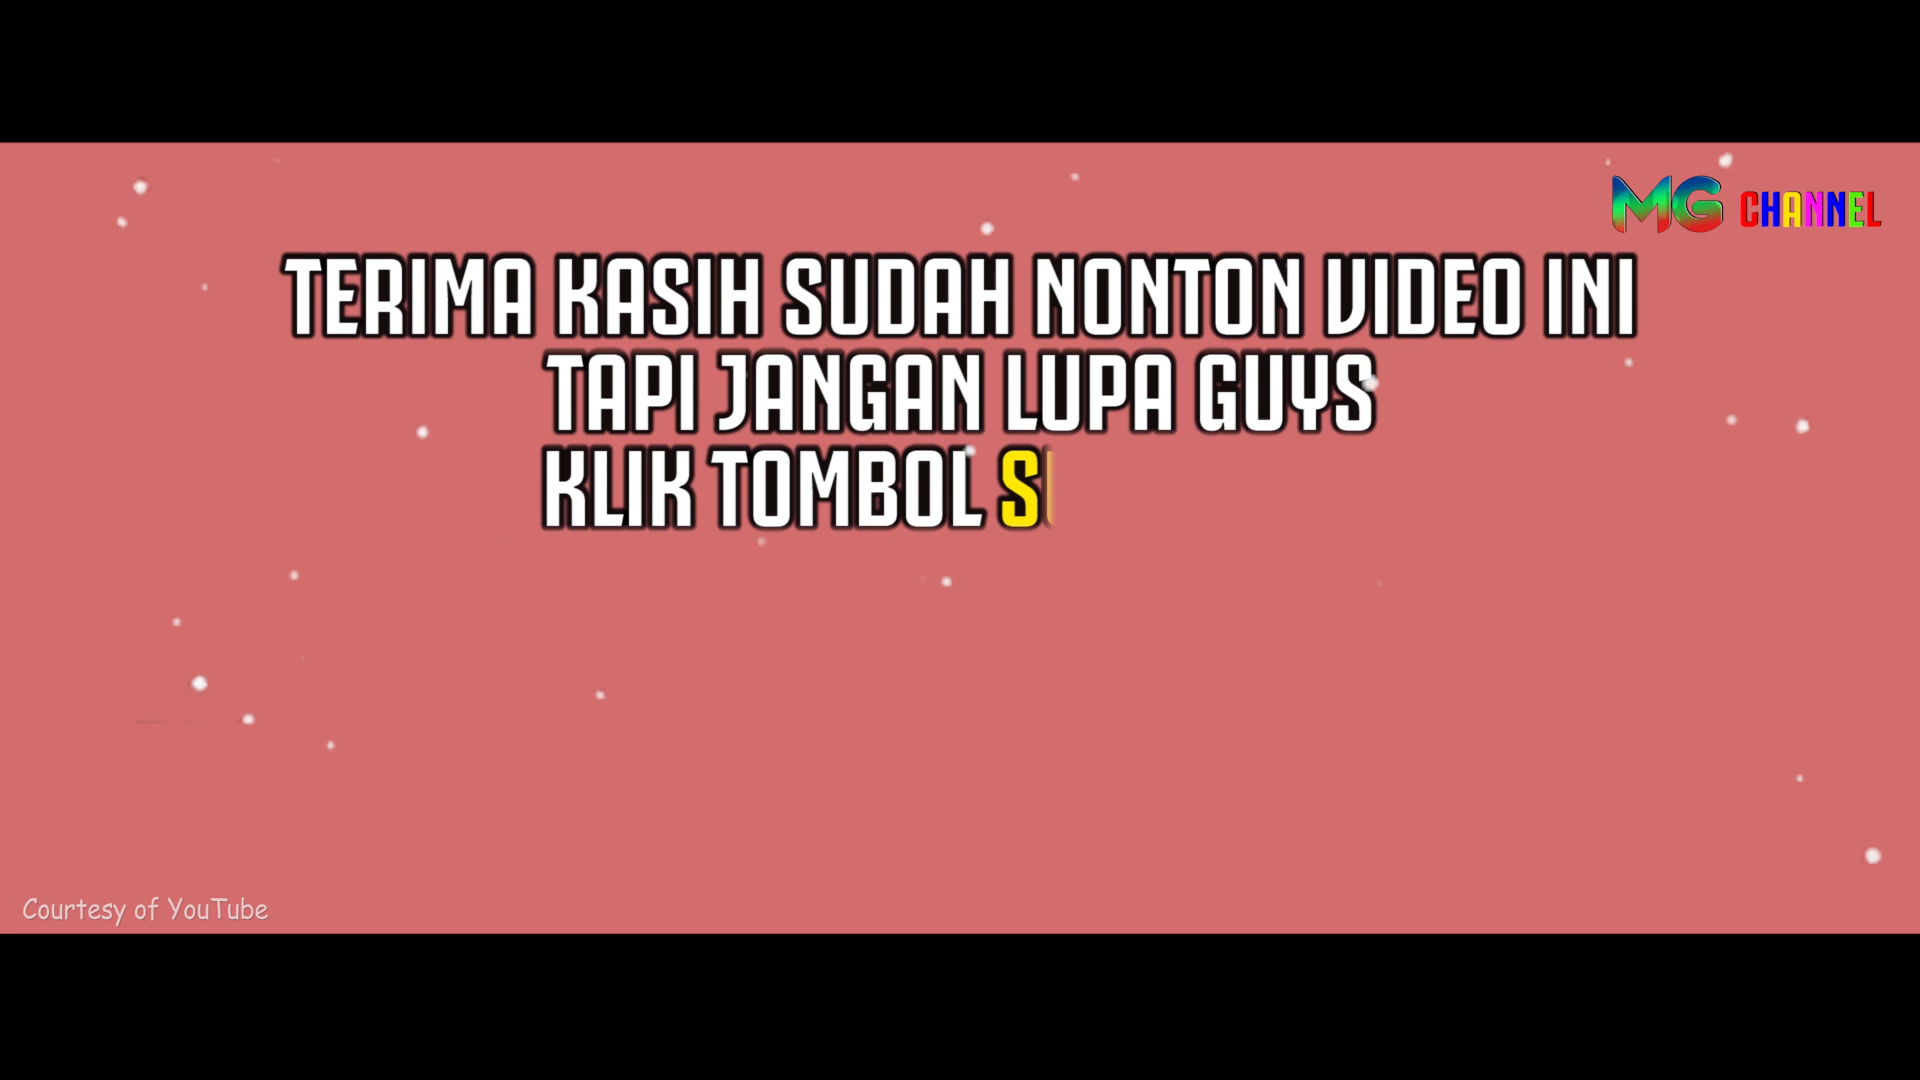 MG CHANNEL
TERIMA KASIH SUDAH NONTON VIDEO INI
TAPI JANGAN LUPA GUYS
KLIK TOMBOL S
Courtesy of YouTube